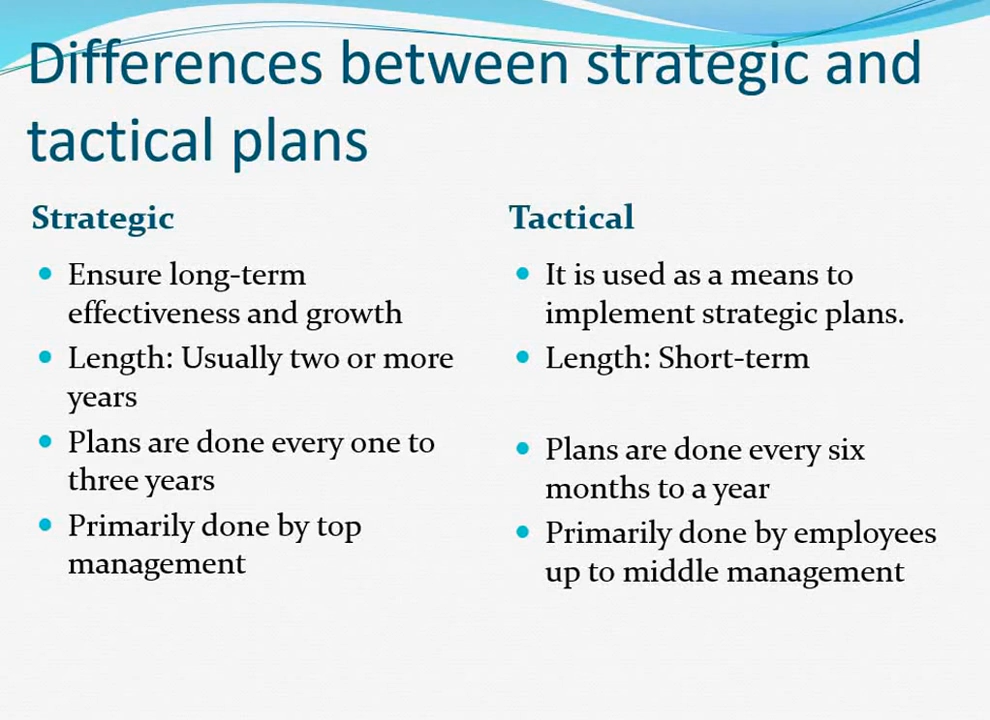 Differences between strategic and
tactical plans
Strategic
Ensure long-term
effectiveness and growth
Length: Usually two or more
years
Plans are done every one to
three years
Primarily done by top
management
Tactical
It is used as a means to
implement strategic plans.
Length: Short-term
Plans are done every six
months to a year
Primarily done by employees
up to middle management